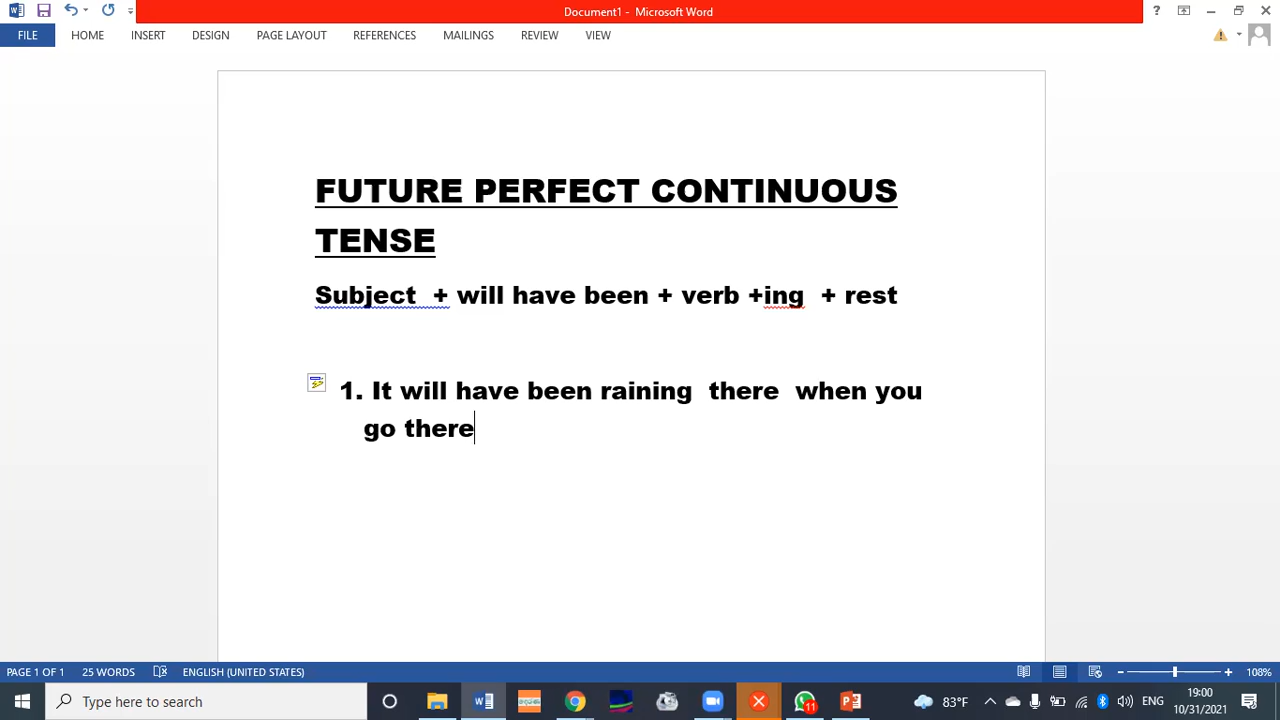 Document1 - Microsoft Word
?
FILE HOME INSERT DESIGN PAGE LAYOUT REFERENCES MAILINGS REVIEW VIEW
FUTURE PERFECT CONTINUOUS
TENSE
Subject + will have been + verb +ing + rest
1. It will have been raining there when you
go there
PAGE 1 OF 1 25 WORDS ENGLISH (UNITED STATES) 108%
Type here to search
11
83°F
ENG
19:00
10/31/2021